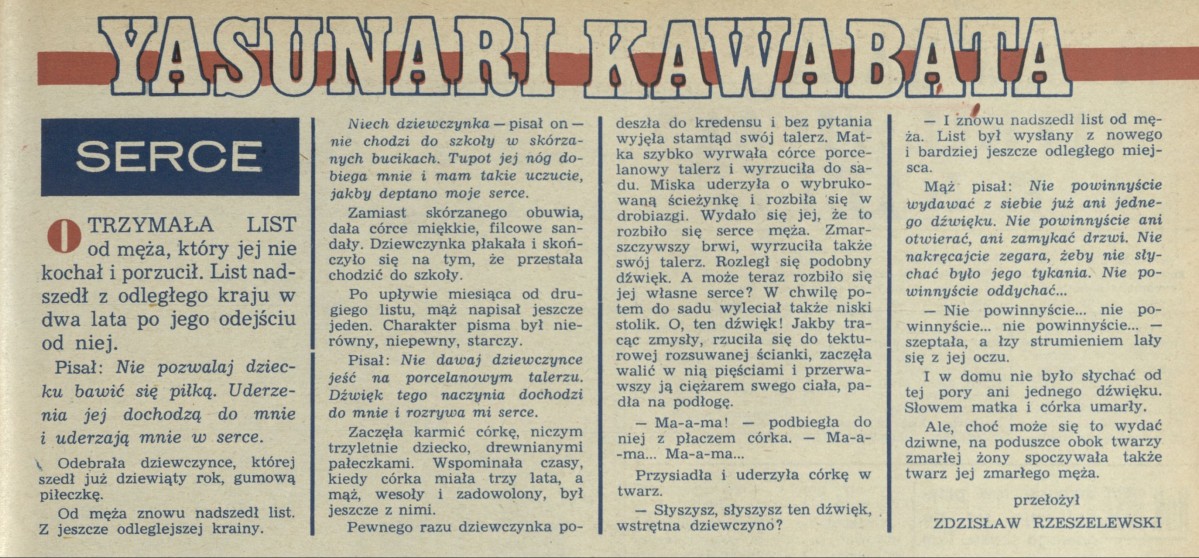 YASUNARI KAWABATA
SERCE
OTRZYMAŁA LIST
od męża, który jej nie
kochał i porzucił. List nad-
szedł z odległego kraju w
dwa lata po jego odejściu
od niej.
Pisał: Nie pozwalaj dziec-
ku bawić się piłką. Uderze-
nia jej dochodzą do mnie
i uderzają mnie w serce.
Odebrała dziewczynce, której
szedł już dziewiąty rok, gumową
piłeczkę.
Od męża znowu nadszedł list.
Z jeszcze odleglejszej krainy.
Niech dziewczynka — pisał on —
nie chodzi do szkoły w skórza-
nych bucikach. Tupot jej nóg do-
biega mnie i mam takie uczucie,
jakby deptano moje serce.
Zamiast skórzanego obuwia,
dała córce miękkie, filcowe san-
dały. Dziewczynka płakała i skoń-
czyło się na tym, że przestała
chodzić do szkoły.
Po upływie miesiąca od dru-
giego listu, mąż napisał jeszcze
jeden. Charakter pisma był nie-
równy, niepewny, starczy.
Pisał: Nie dawaj dziewczynce
jeść na porcelanowym talerzu.
Dźwięk tego naczynia dochodzi
do mnie i rozrywa mi serce.
Zaczęła karmić córkę, niczym
trzyletnie dziecko, drewnianymi
pałeczkami. Wspominała czasy,
kiedy córka miała trzy lata, a
mąż, wesoły i zadowolony, był
jeszcze z nimi.
Pewnego razu dziewczynka po-
deszła do kredensu i bez pytania
wyjęła stamtąd swój talerz. Mat-
ka szybko wyrwała córce porce-
lanowy talerz i wyrzuciła do sa-
du. Miska uderzyła o wybruko-
waną ścieżynkę i rozbiła się w
drobiazgi. Wydało się jej, że to
rozbiło się serce męża. Zmar-
szczywszy brwi, wyrzuciła także
swój talerz. Rozległ się podobny
dźwięk. A może teraz rozbiło się
jej własne serce? W chwilę po-
tem do sadu wyleciał także niski
stolik. O, ten dźwięk! Jakby tra-
cąc zmysły, rzuciła się do tektu-
rowej rozsuwanej ścianki, zaczęła
walić w nią pięściami i przerwa-
wszy ją ciężarem swego ciała, pa-
dła na podłogę.
— Ma-a-ma! — podbiegła do
niej z płaczem córka. — Ma-a-
-ma... Ma-a-ma...
Przysiadła i uderzyła córkę w
twarz.
— Słyszysz, słyszysz ten dźwięk,
wstrętna dziewczyno?
— I znowu nadszedł list od mę-
ża. List był wysłany z nowego
i bardziej jeszcze odległego miej-
sca.
Mąż pisał: Nie powinnyście
wydawać z siebie już ani jedne-
go dźwięku. Nie powinnyście ani
otwierać, ani zamykać drzwi. Nie
nakręcajcie zegara, żeby nie sły-
chać było jego tykania. Nie po-
winnyście oddychać...
— Nie powinnyście... nie po-
winnyście... nie powinnyście... —
szeptała, a łzy strumieniem lały
się z jej oczu.
I w domu nie było słychać od
tej pory ani jednego dźwięku.
Słowem matka i córka umarły.
Ale, choć może się to wydać
dziwne, na poduszce obok twarzy
zmarłej żony spoczywała także
twarz jej zmarłego męża.
przełożył
ZDZISŁAW RZESZELEWSKI